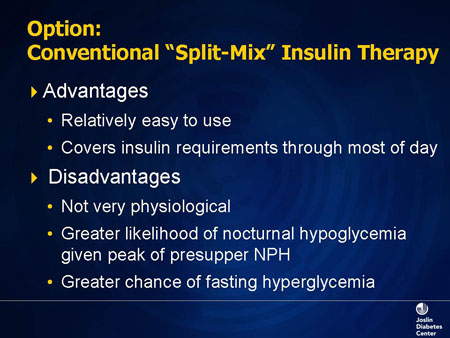 Option:
Conventional “Split-Mix” Insulin Therapy
Advantages
• Relatively easy to use
• Covers insulin requirements through most of day
Disadvantages
• Not very physiological
• Greater likelihood of nocturnal hypoglycemia
given peak of presupper NPH
• Greater chance of fasting hyperglycemia
Joslin
Diabetes
Center